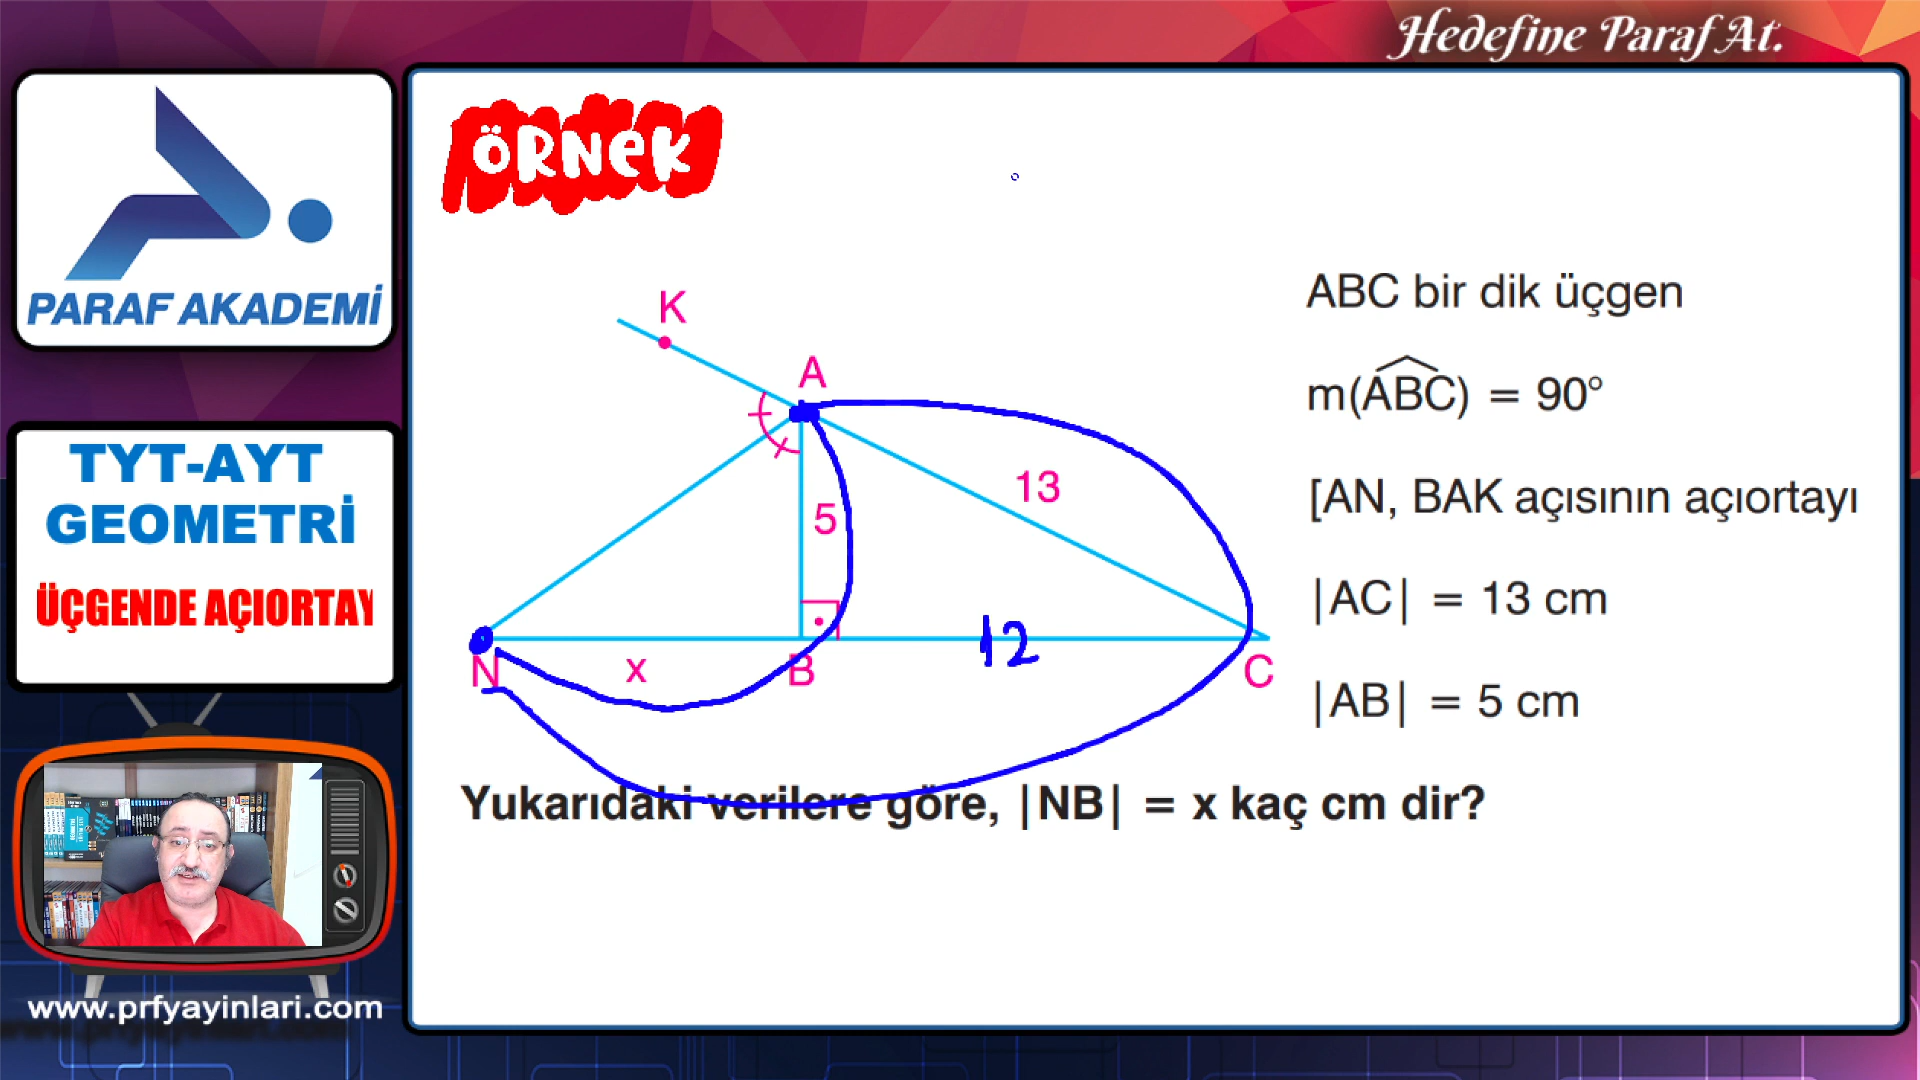 Hedefine Paraf At.
PARAF AKADEMİ
TYT-AYT
GEOMETRİ
ÜÇGENDE AÇIORTAY
www.prfyayinlari.com
ÖRNeK
K
A
13
5
12
N
x
B
C
ABC bir dik üçgen
m(ABC) = 90°
[AN, BAK açısının açıortayı
|AC| = 13 cm
|AB| = 5 cm
Yukarıdaki verilere göre, |NB| = x kaç cm dir?